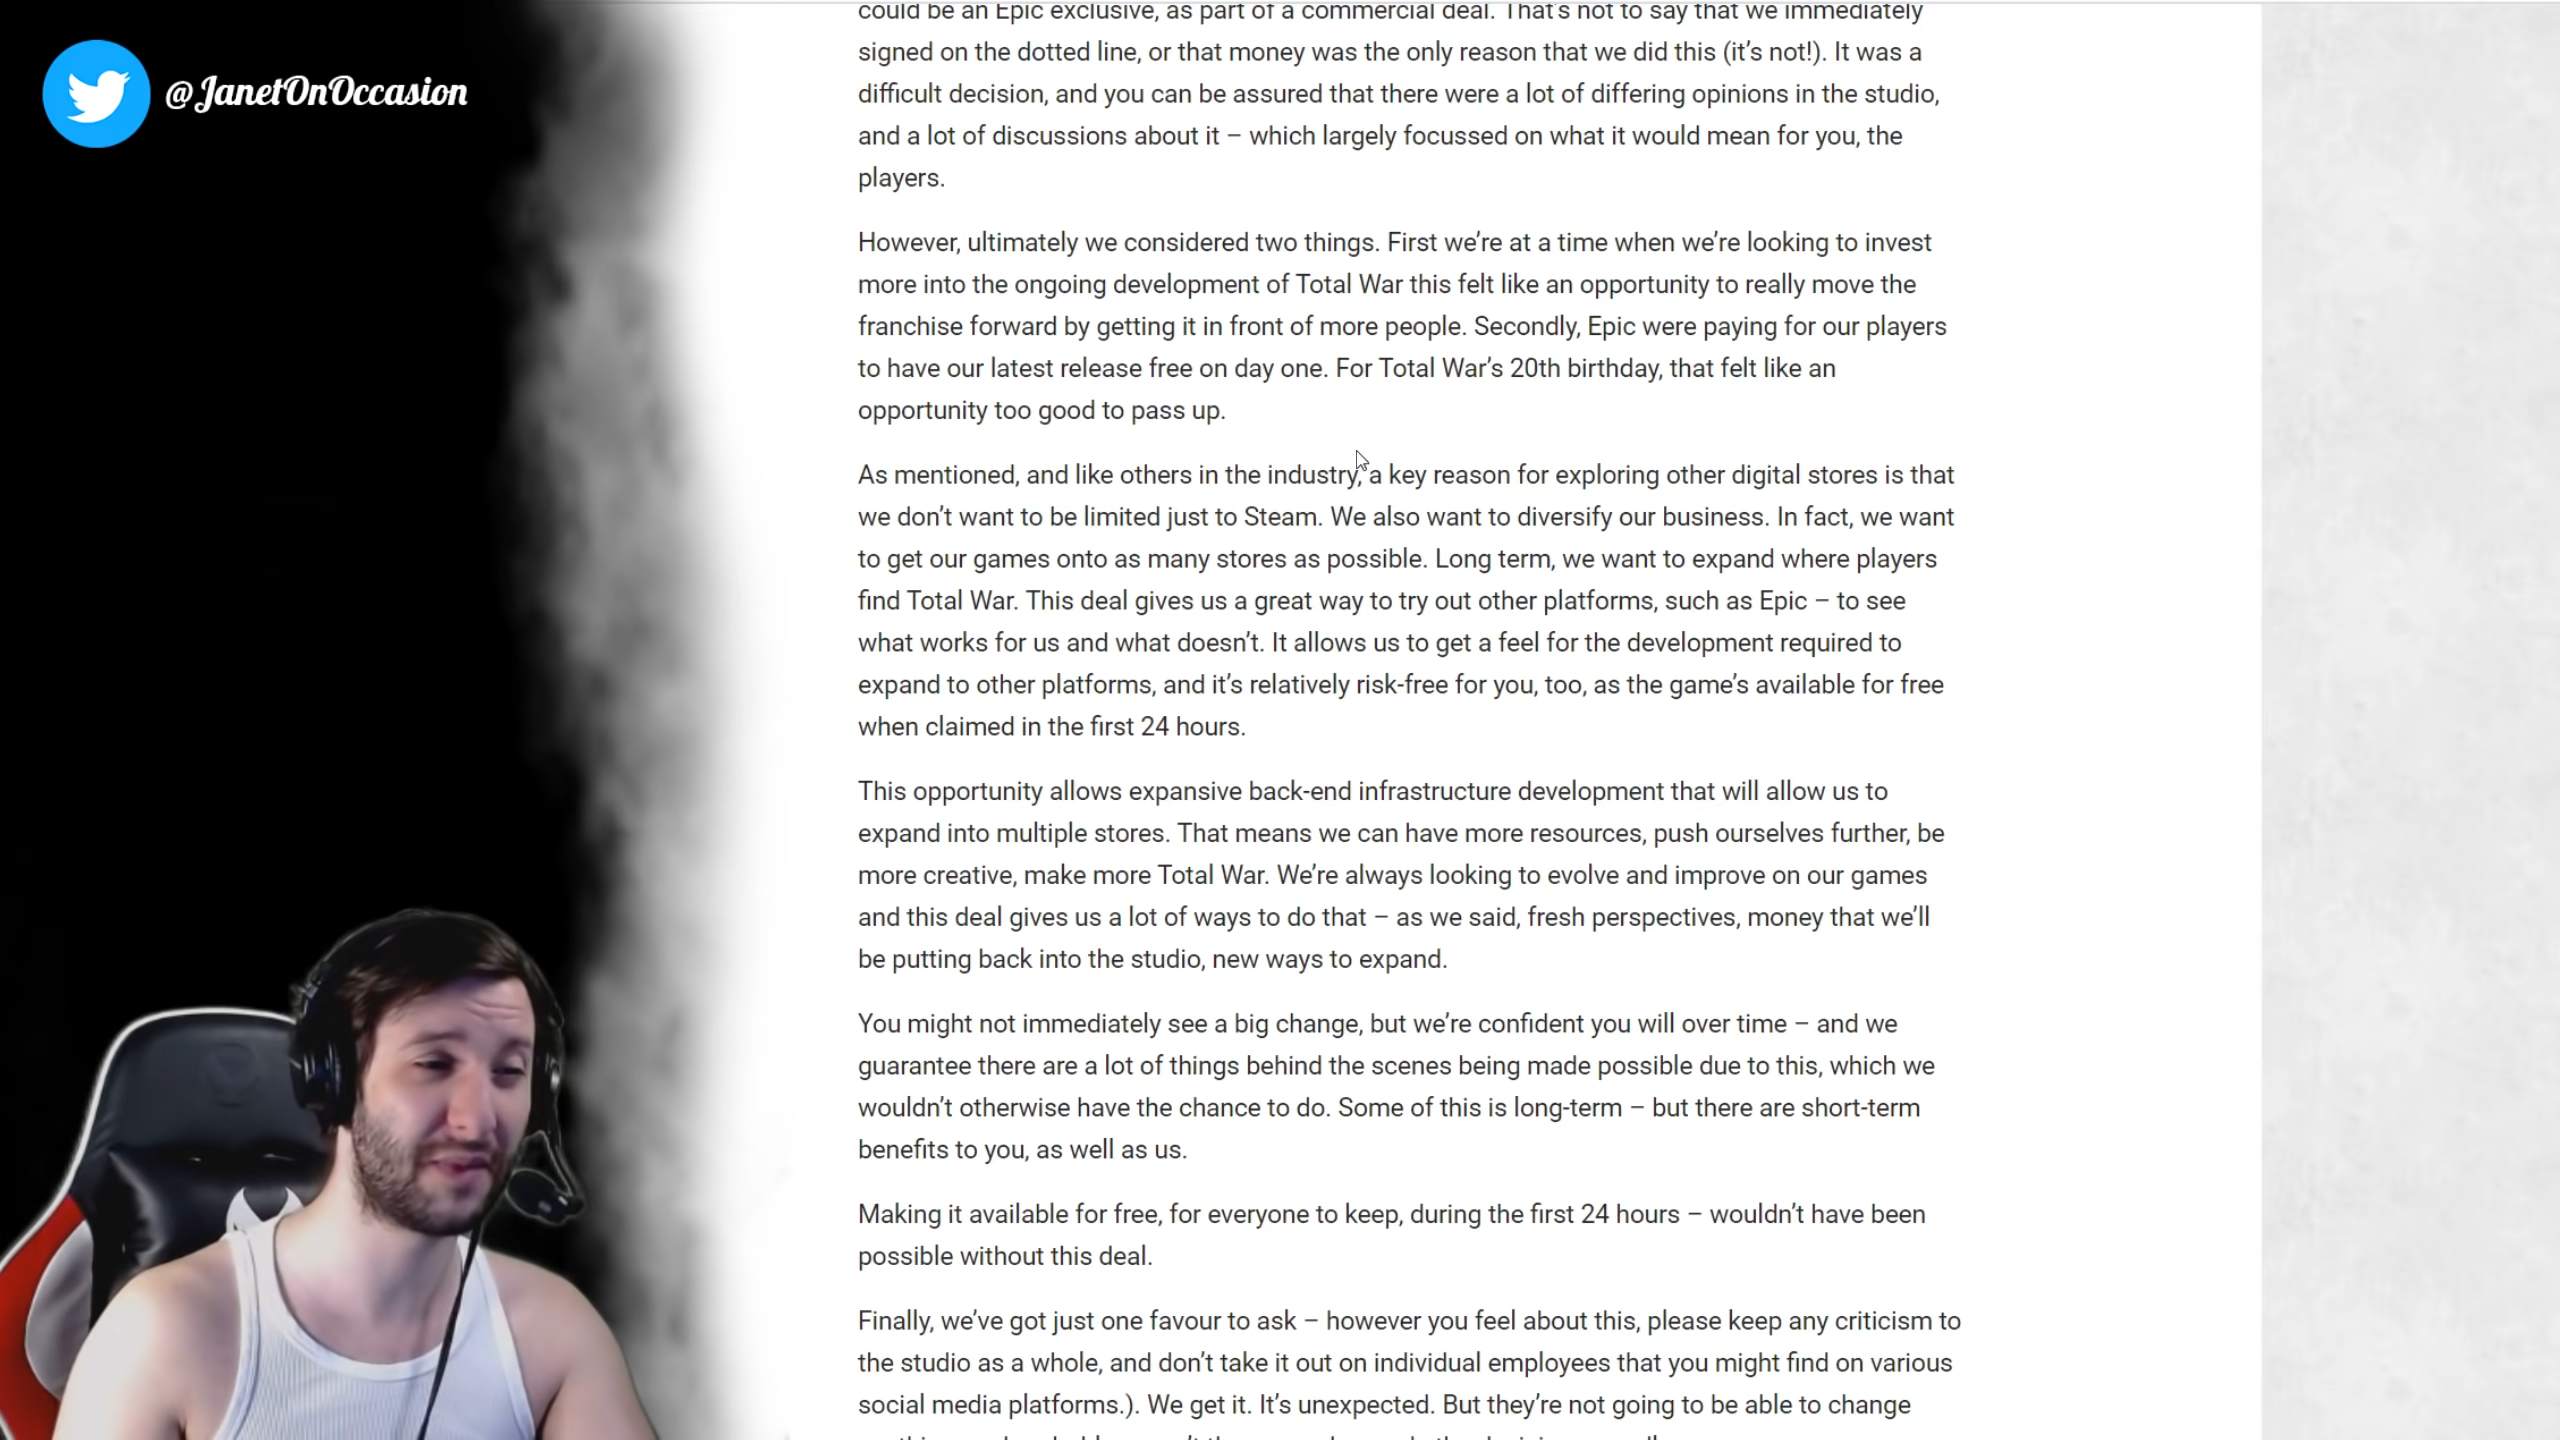 @JanetOnOccasion
could be an Epic exclusive, as part of a commercial deal. That's not to say that we immediately
signed on the dotted line, or that money was the only reason that we did this (it's not!). It was a
difficult decision, and you can be assured that there were a lot of differing opinions in the studio,
and a lot of discussions about it – which largely focussed on what it would mean for you, the
players.
However, ultimately we considered two things. First we're at a time when we're looking to invest
more into the ongoing development of Total War this felt like an opportunity to really move the
franchise forward by getting it in front of more people. Secondly, Epic were paying for our players
to have our latest release free on day one. For Total War's 20th birthday, that felt like an
opportunity too good to pass up.
As mentioned, and like others in the industry, a key reason for exploring other digital stores is that
we don't want to be limited just to Steam. We also want to diversify our business. In fact, we want
to get our games onto as many stores as possible. Long term, we want to expand where players
find Total War. This deal gives us a great way to try out other platforms, such as Epic – to see
what works for us and what doesn't. It allows us to get a feel for the development required to
expand to other platforms, and it's relatively risk-free for you, too, as the game's available for free
when claimed in the first 24 hours.
This opportunity allows expansive back-end infrastructure development that will allow us to
expand into multiple stores. That means we can have more resources, push ourselves further, be
more creative, make more Total War. We're always looking to evolve and improve on our games
and this deal gives us a lot of ways to do that – as we said, fresh perspectives, money that we'll
be putting back into the studio, new ways to expand.
You might not immediately see a big change, but we're confident you will over time – and we
guarantee there are a lot of things behind the scenes being made possible due to this, which we
wouldn't otherwise have the chance to do. Some of this is long-term – but there are short-term
benefits to you, as well as us.
Making it available for free, for everyone to keep, during the first 24 hours – wouldn't have been
possible without this deal.
Finally, we've got just one favour to ask – however you feel about this, please keep any criticism to
the studio as a whole, and don't take it out on individual employees that you might find on various
social media platforms.). We get it. It's unexpected. But they're not going to be able to change